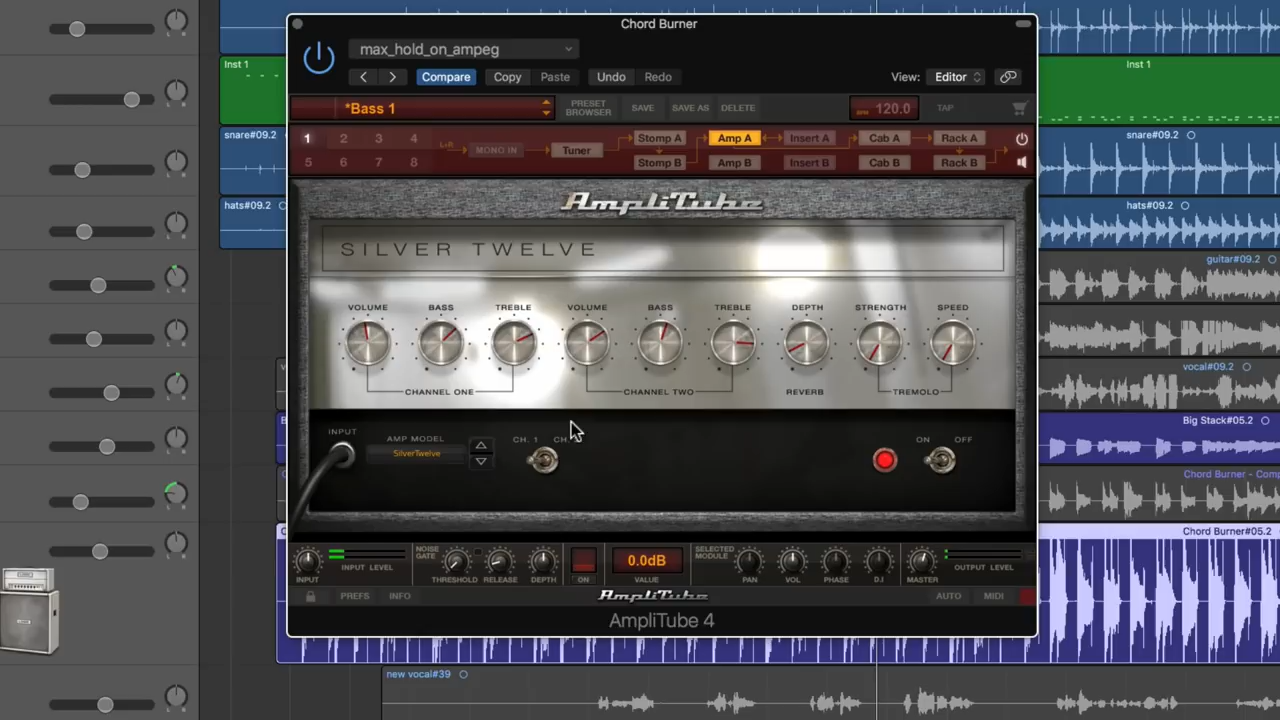 Chord Burner
max_hold_on_ampeg
Compare Copy Paste Undo Redo View: Editor
Inst 1
Inst 1
*Bass 1
PRESET BROWSER SAVE SAVE AS DELETE
BPM 120.0 TAP
snare#09.2
snare#09.2
1 2 3 4
5 6 7 8
Left MONO IN Tuner
Stomp A Amp A Insert A Cab A Rack A
Stomp B Amp B Insert B Cab B Rack B
hats#09.2
hats#09.2
AmpliTube
SILVER TWELVE
guitar#09.2
VOLUME BASS TREBLE VOLUME BASS TREBLE DEPTH STRENGTH SPEED
L R
CHANNEL ONE CHANNEL TWO REVERB TREMOLO
vocal#09.2
Big Stack#05.2
INPUT AMP MODEL CH. 1 CH. ON OFF
SilverTwelve
Chord Burner - Comp
Chord Burner#05.2
INPUT INPUT LEVEL
NOISE GATE THRESHOLD RELEASE DEPTH ON
0.0dB
VALUE
SELECTED MODULE PAN VOL PHASE D.I MASTER OUTPUT LEVEL
PREFS INFO AmpliTube AUTO MIDI
AmpliTube 4
new vocal#39